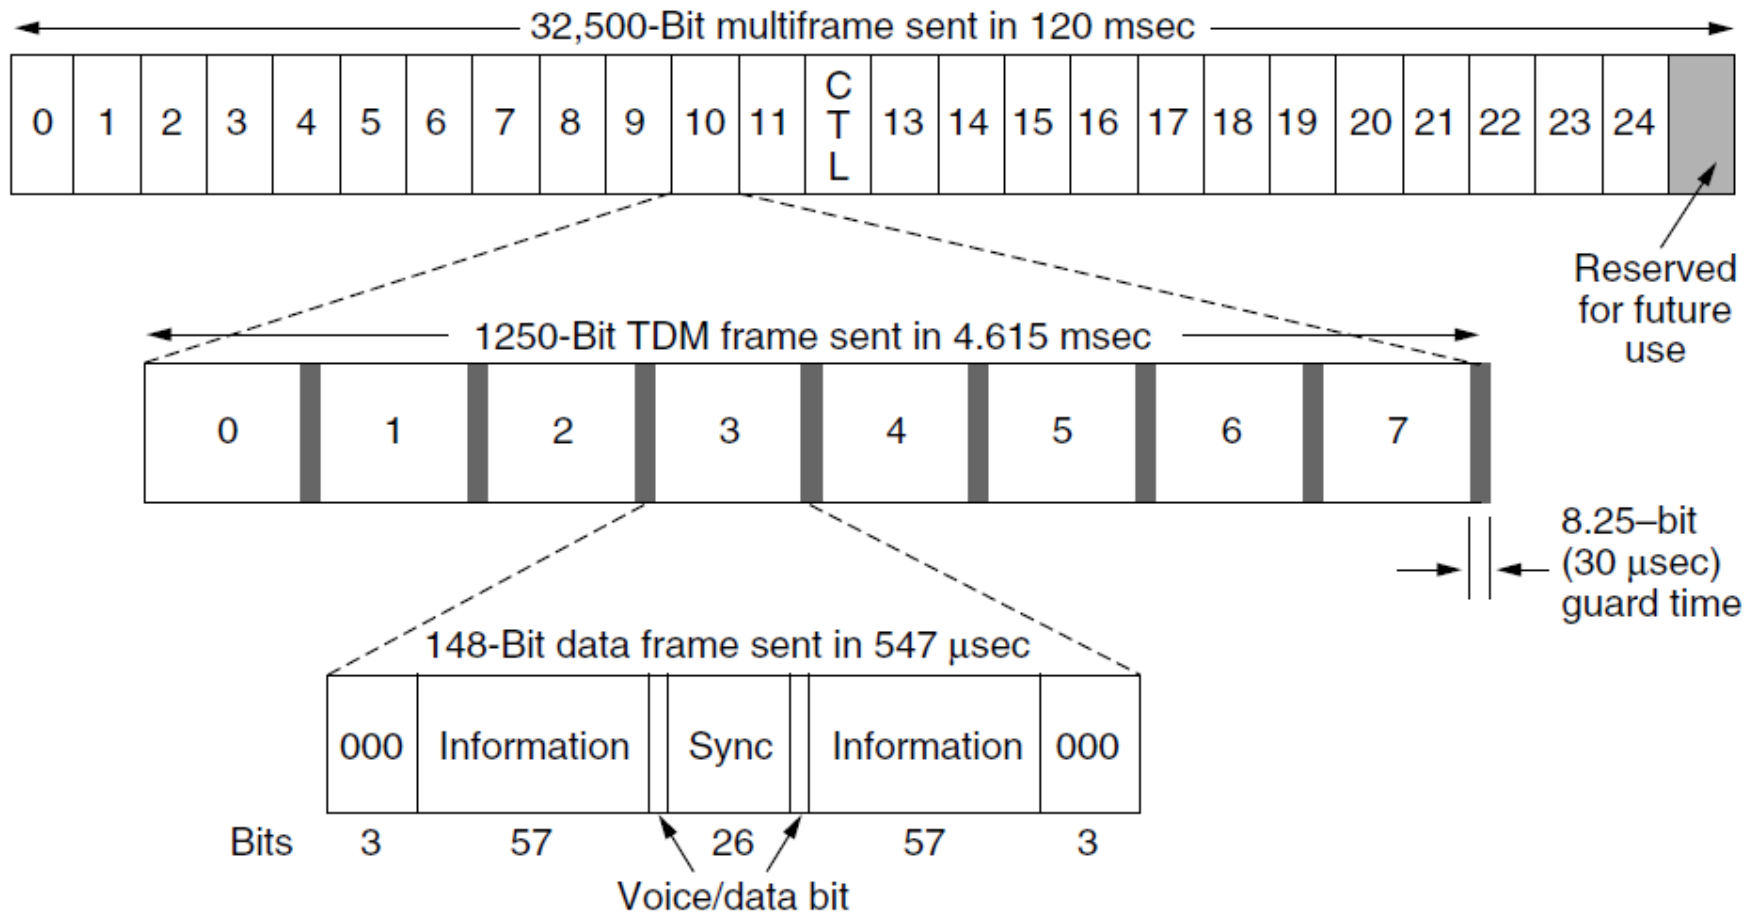 32,500-Bit multiframe sent in 120 msec
0 1 2 3 4 5 6 7 8 9 10 11 C T L 13 14 15 16 17 18 19 20 21 22 23 24
Reserved
for future
use
1250-Bit TDM frame sent in 4.615 msec
0 1 2 3 4 5 6 7
8.25–bit
(30 μsec)
guard time
148-Bit data frame sent in 547 μsec
000 Information Sync Information 000
Bits 3 57 26 57 3
Voice/data bit